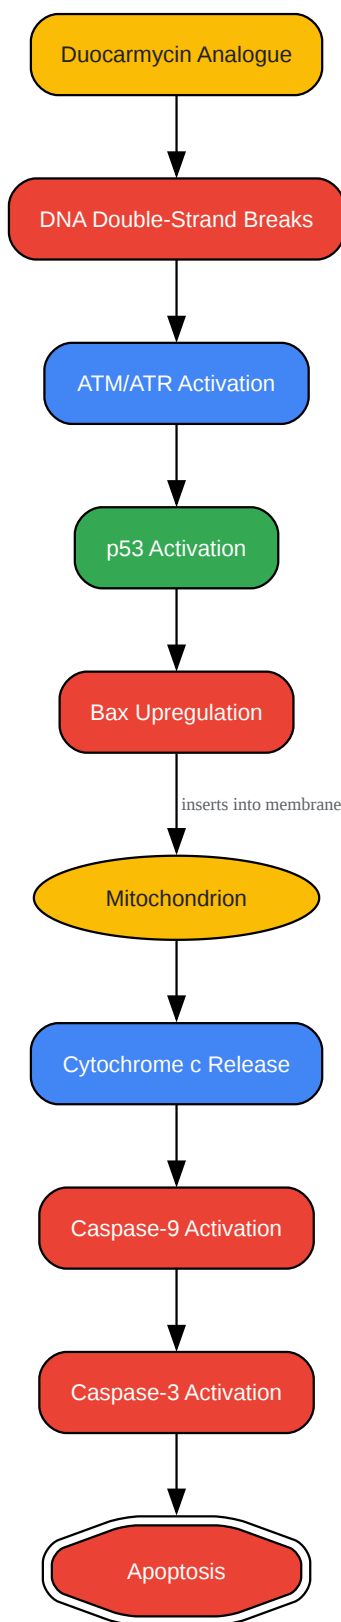 Duocarmycin Analogue
DNA Double-Strand Breaks
ATM/ATR Activation
p53 Activation
Bax Upregulation
inserts into membrane
Mitochondrion
Cytochrome c Release
Caspase-9 Activation
Caspase-3 Activation
Apoptosis